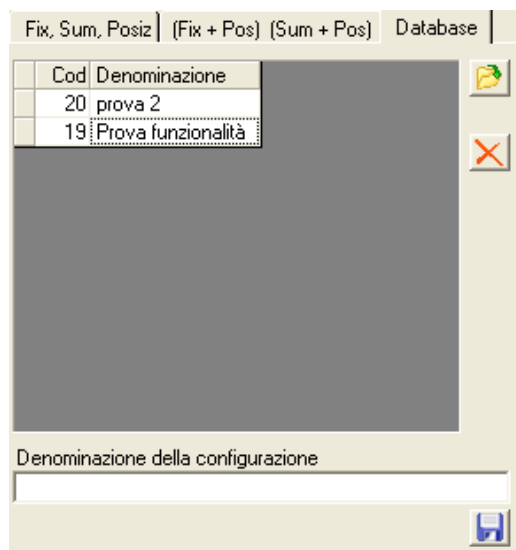 Fix, Sum, Posiz (Fix + Pos) (Sum + Pos) Database
Cod Denominazione
20 prova 2
19 Prova funzionalità
Denominazione della configurazione